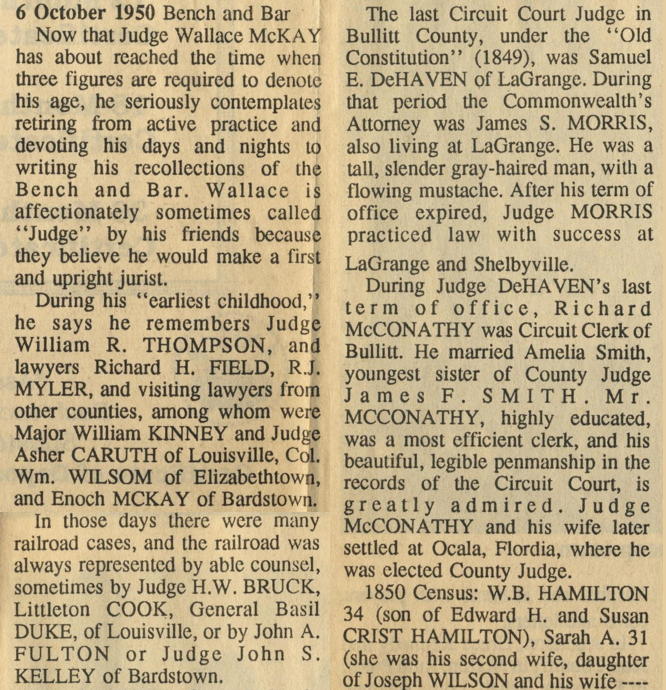 6 October 1950 Bench and Bar
Now that Judge Wallace McKAY
has about reached the time when
three figures are required to denote
his age, he seriously contemplates
retiring from active practice and
devoting his days and nights to
writing his recollections of the
Bench and Bar. Wallace is
affectionately sometimes called
"Judge" by his friends because
they believe he would make a first
and upright jurist.
During his "earliest childhood,"
he says he remembers Judge
William R. THOMPSON, and
lawyers Richard H. FIELD, R.J.
MYLER, and visiting lawyers from
other counties, among whom were
Major William KINNEY and Judge
Asher CARUTH of Louisville, Col.
Wm. WILSOM of Elizabethtown,
and Enoch MCKAY of Bardstown.
In those days there were many
railroad cases, and the railroad was
always represented by able counsel,
sometimes by Judge H.W. BRUCK,
Littleton COOK, General Basil
DUKE, of Louisville, or by John A.
FULTON or Judge John S.
KELLEY of Bardstown.
The last Circuit Court Judge in
Bullitt County, under the "Old
Constitution" (1849), was Samuel
E. DeHAVEN of LaGrange. During
that period the Commonwealth's
Attorney was James S. MORRIS,
also living at LaGrange. He was a
tall, slender gray-haired man, with a
flowing mustache. After his term of
office expired, Judge MORRIS
practiced law with success at
LaGrange and Shelbyville.
During Judge DeHAVEN's last
term of office, Richard
McCONATHY was Circuit Clerk of
Bullitt. He married Amelia Smith,
youngest sister of County Judge
James F. SMITH. Mr.
MCCONATHY, highly educated,
was a most efficient clerk, and his
beautiful, legible penmanship in the
records of the Circuit Court, is
greatly admired. Judge
McCONATHY and his wife later
settled at Ocala, Flordia, where he
was elected County Judge.
1850 Census: W.B. HAMILTON
34 (son of Edward H. and Susan
CRIST HAMILTON), Sarah A. 31
(she was his second wife, daughter
of Joseph WILSON and his wife ----